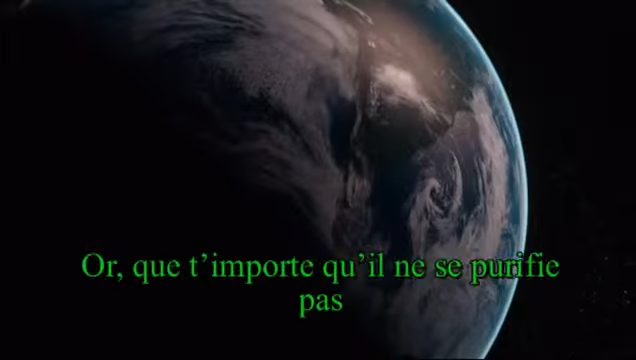 Or, que t’importe qu’il ne se purifie
pas